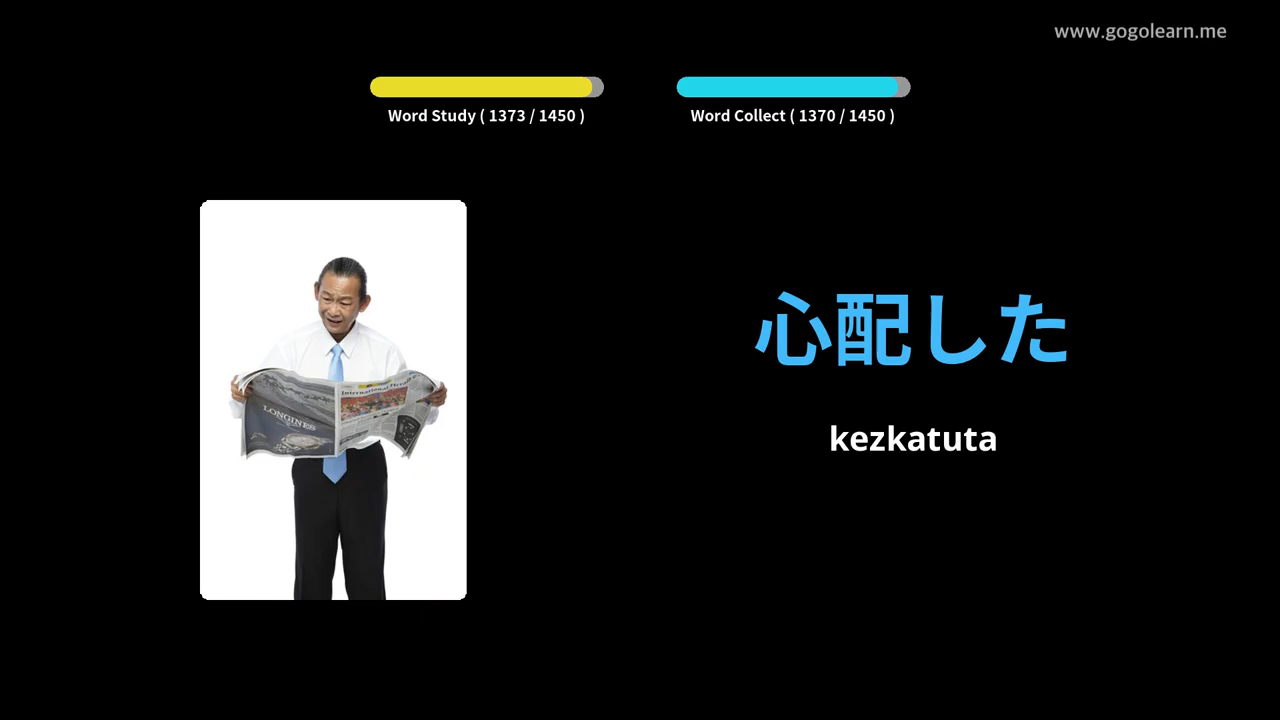 www.gogolearn.me
Word Study ( 1373 / 1450 )
Word Collect ( 1370 / 1450 )
心配した
kezkatuta
LONGINES